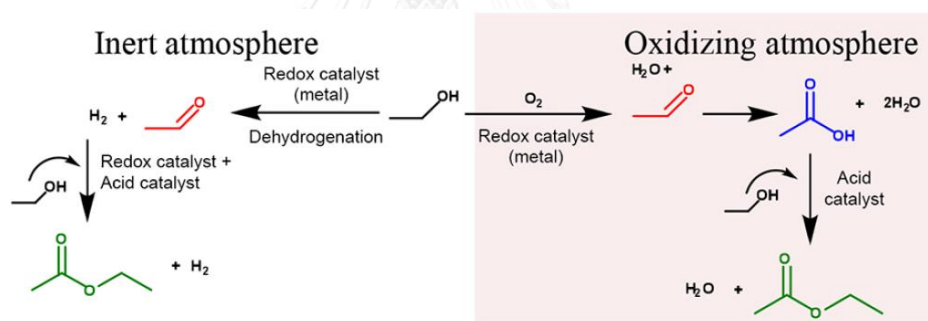 Inert atmosphere
Oxidizing atmosphere
H₂ +
O
Redox catalyst
(metal)
Dehydrogenation
OH
O₂
Redox catalyst
(metal)
H₂O +
O
O
OH
+ 2H₂O
OH
Redox catalyst +
Acid catalyst
O
O
+ H₂
OH
Acid
catalyst
H₂O +
O
O